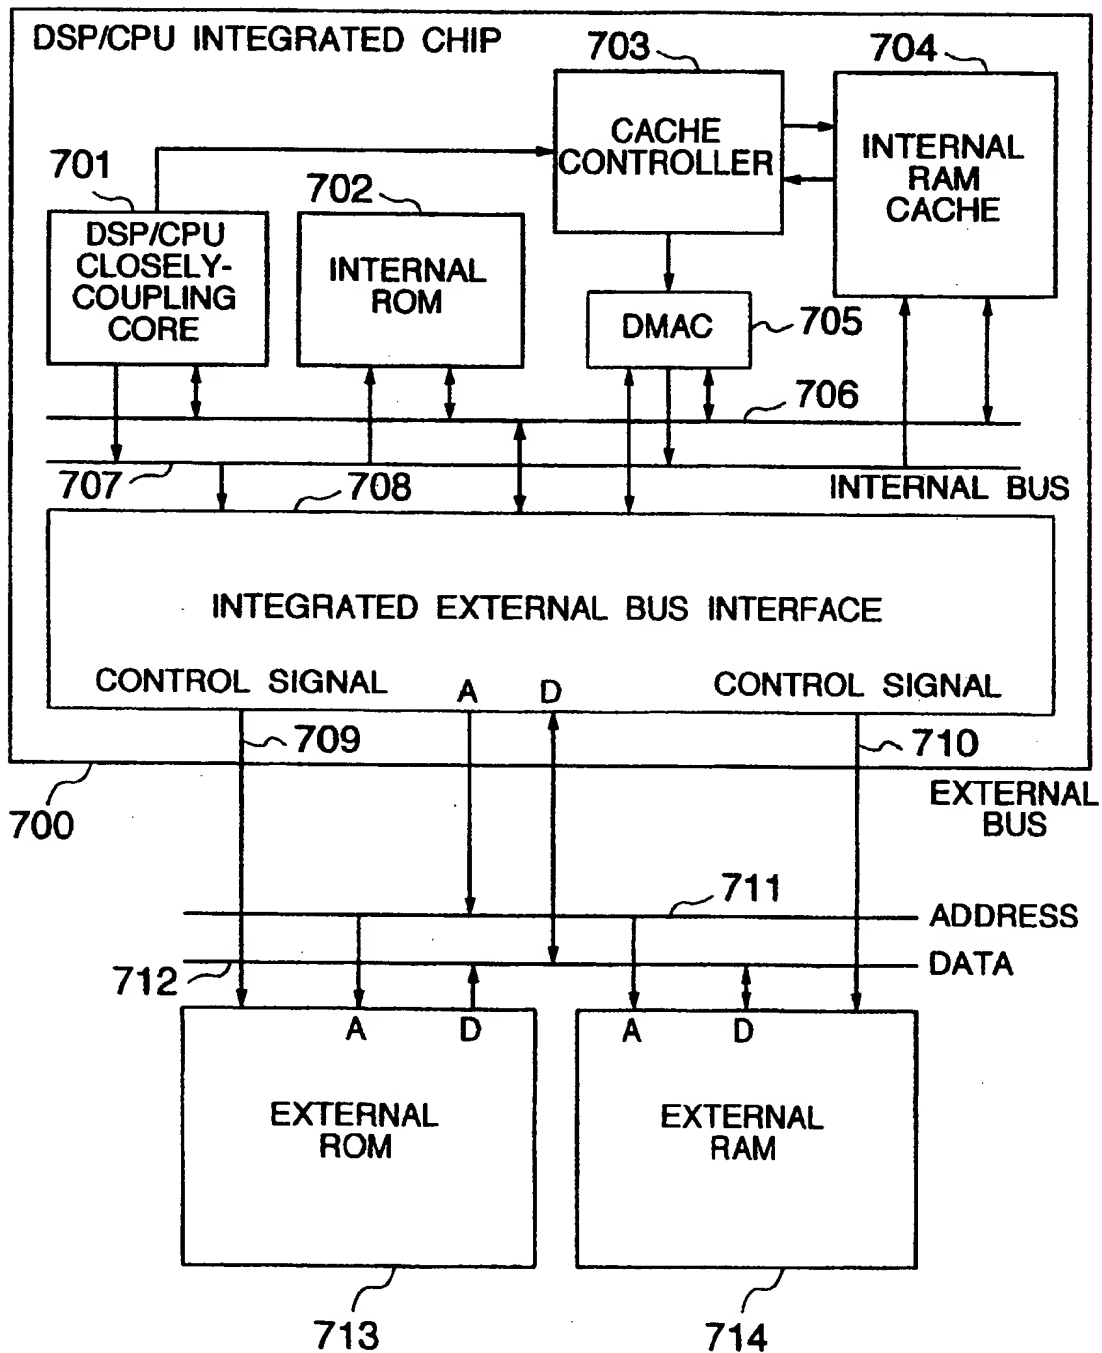 DSP/CPU INTEGRATED CHIP
703
704
CACHE
CONTROLLER
INTERNAL
RAM
CACHE
701
702
DSP/CPU
CLOSELY-
COUPLING
CORE
INTERNAL
ROM
DMAC
705
706
707
708
INTERNAL BUS
INTEGRATED EXTERNAL BUS INTERFACE
CONTROL SIGNAL
A
D
CONTROL SIGNAL
709
710
700
EXTERNAL
BUS
711
ADDRESS
712
DATA
A
D
A
D
EXTERNAL
ROM
EXTERNAL
RAM
713
714